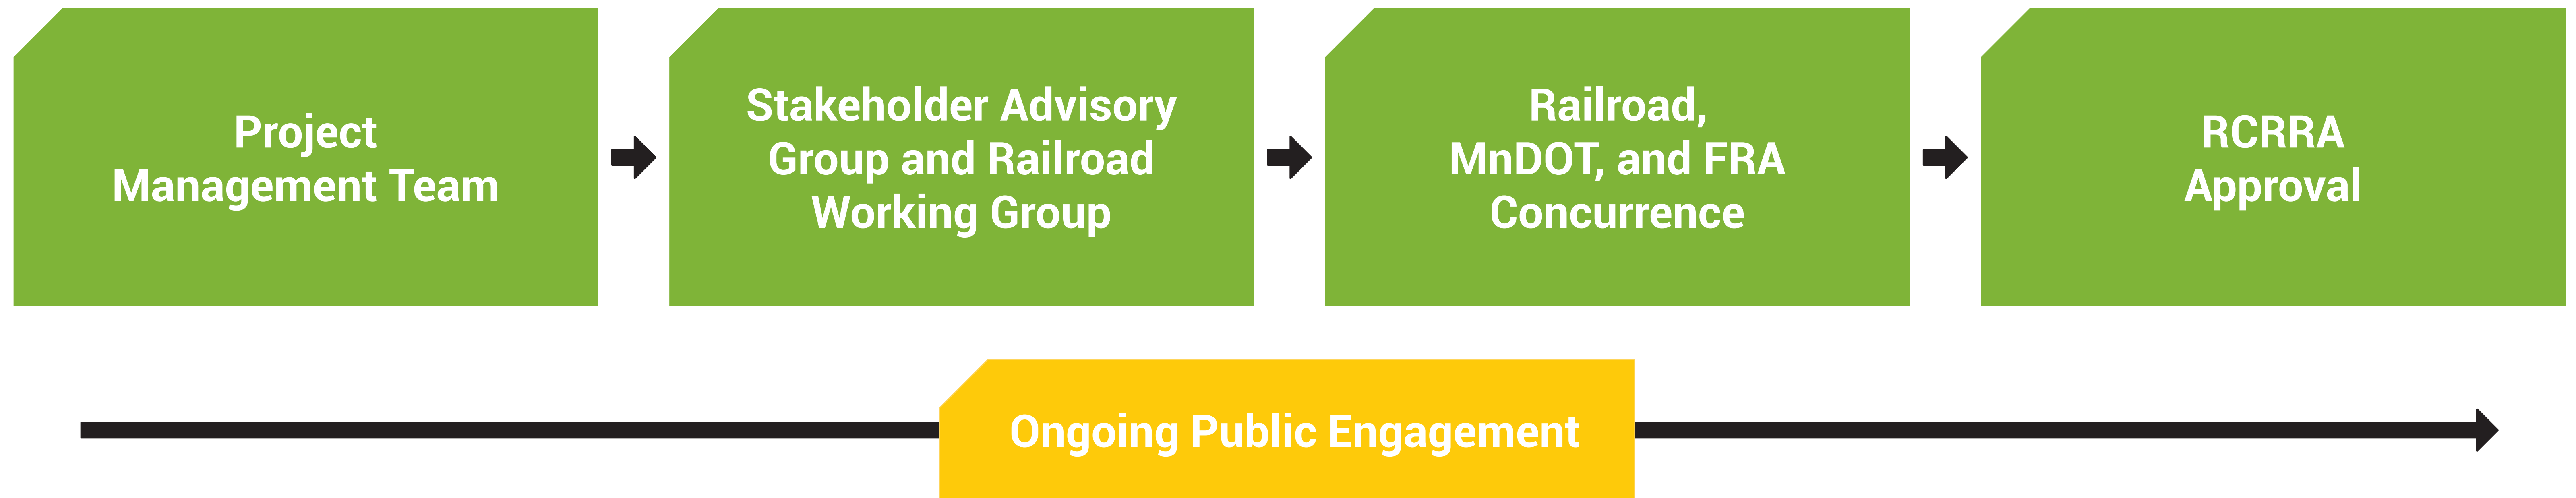 Project
Management Team
Stakeholder Advisory
Group and Railroad
Working Group
Railroad,
MnDOT, and FRA
Concurrence
RCRRA
Approval
Ongoing Public Engagement